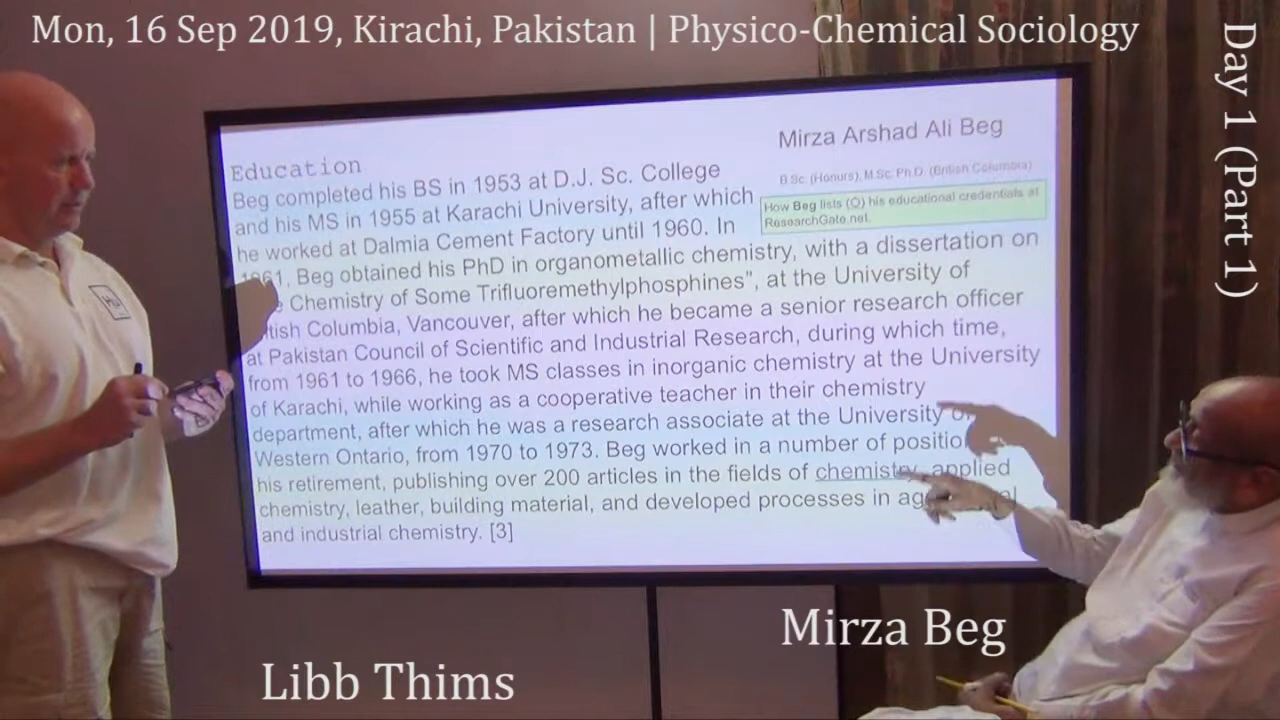 Mon, 16 Sep 2019, Kirachi, Pakistan | Physico-Chemical Sociology
Day 1 (Part 1)
Mirza Arshad Ali Beg
B.Sc. (Honurs), M.Sc. Ph.D. (British Columbia)
How Beg lists (O) his educational credentials at
ResearchGate.net.
Education
Beg completed his BS in 1953 at D.J. Sc. College
and his MS in 1955 at Karachi University, after which
he worked at Dalmia Cement Factory until 1960. In
1961, Beg obtained his PhD in organometallic chemistry, with a dissertation on
Chemistry of Some Trifluoremethylphosphines", at the University of
tish Columbia, Vancouver, after which he became a senior research officer
at Pakistan Council of Scientific and Industrial Research, during which time,
from 1961 to 1966, he took MS classes in inorganic chemistry at the University
of Karachi, while working as a cooperative teacher in their chemistry
department, after which he was a research associate at the University of
Western Ontario, from 1970 to 1973. Beg worked in a number of positio
his retirement, publishing over 200 articles in the fields of chemistry, applied
chemistry, leather, building material, and developed processes in ag
and industrial chemistry. [3]
Mirza Beg
Libb Thims